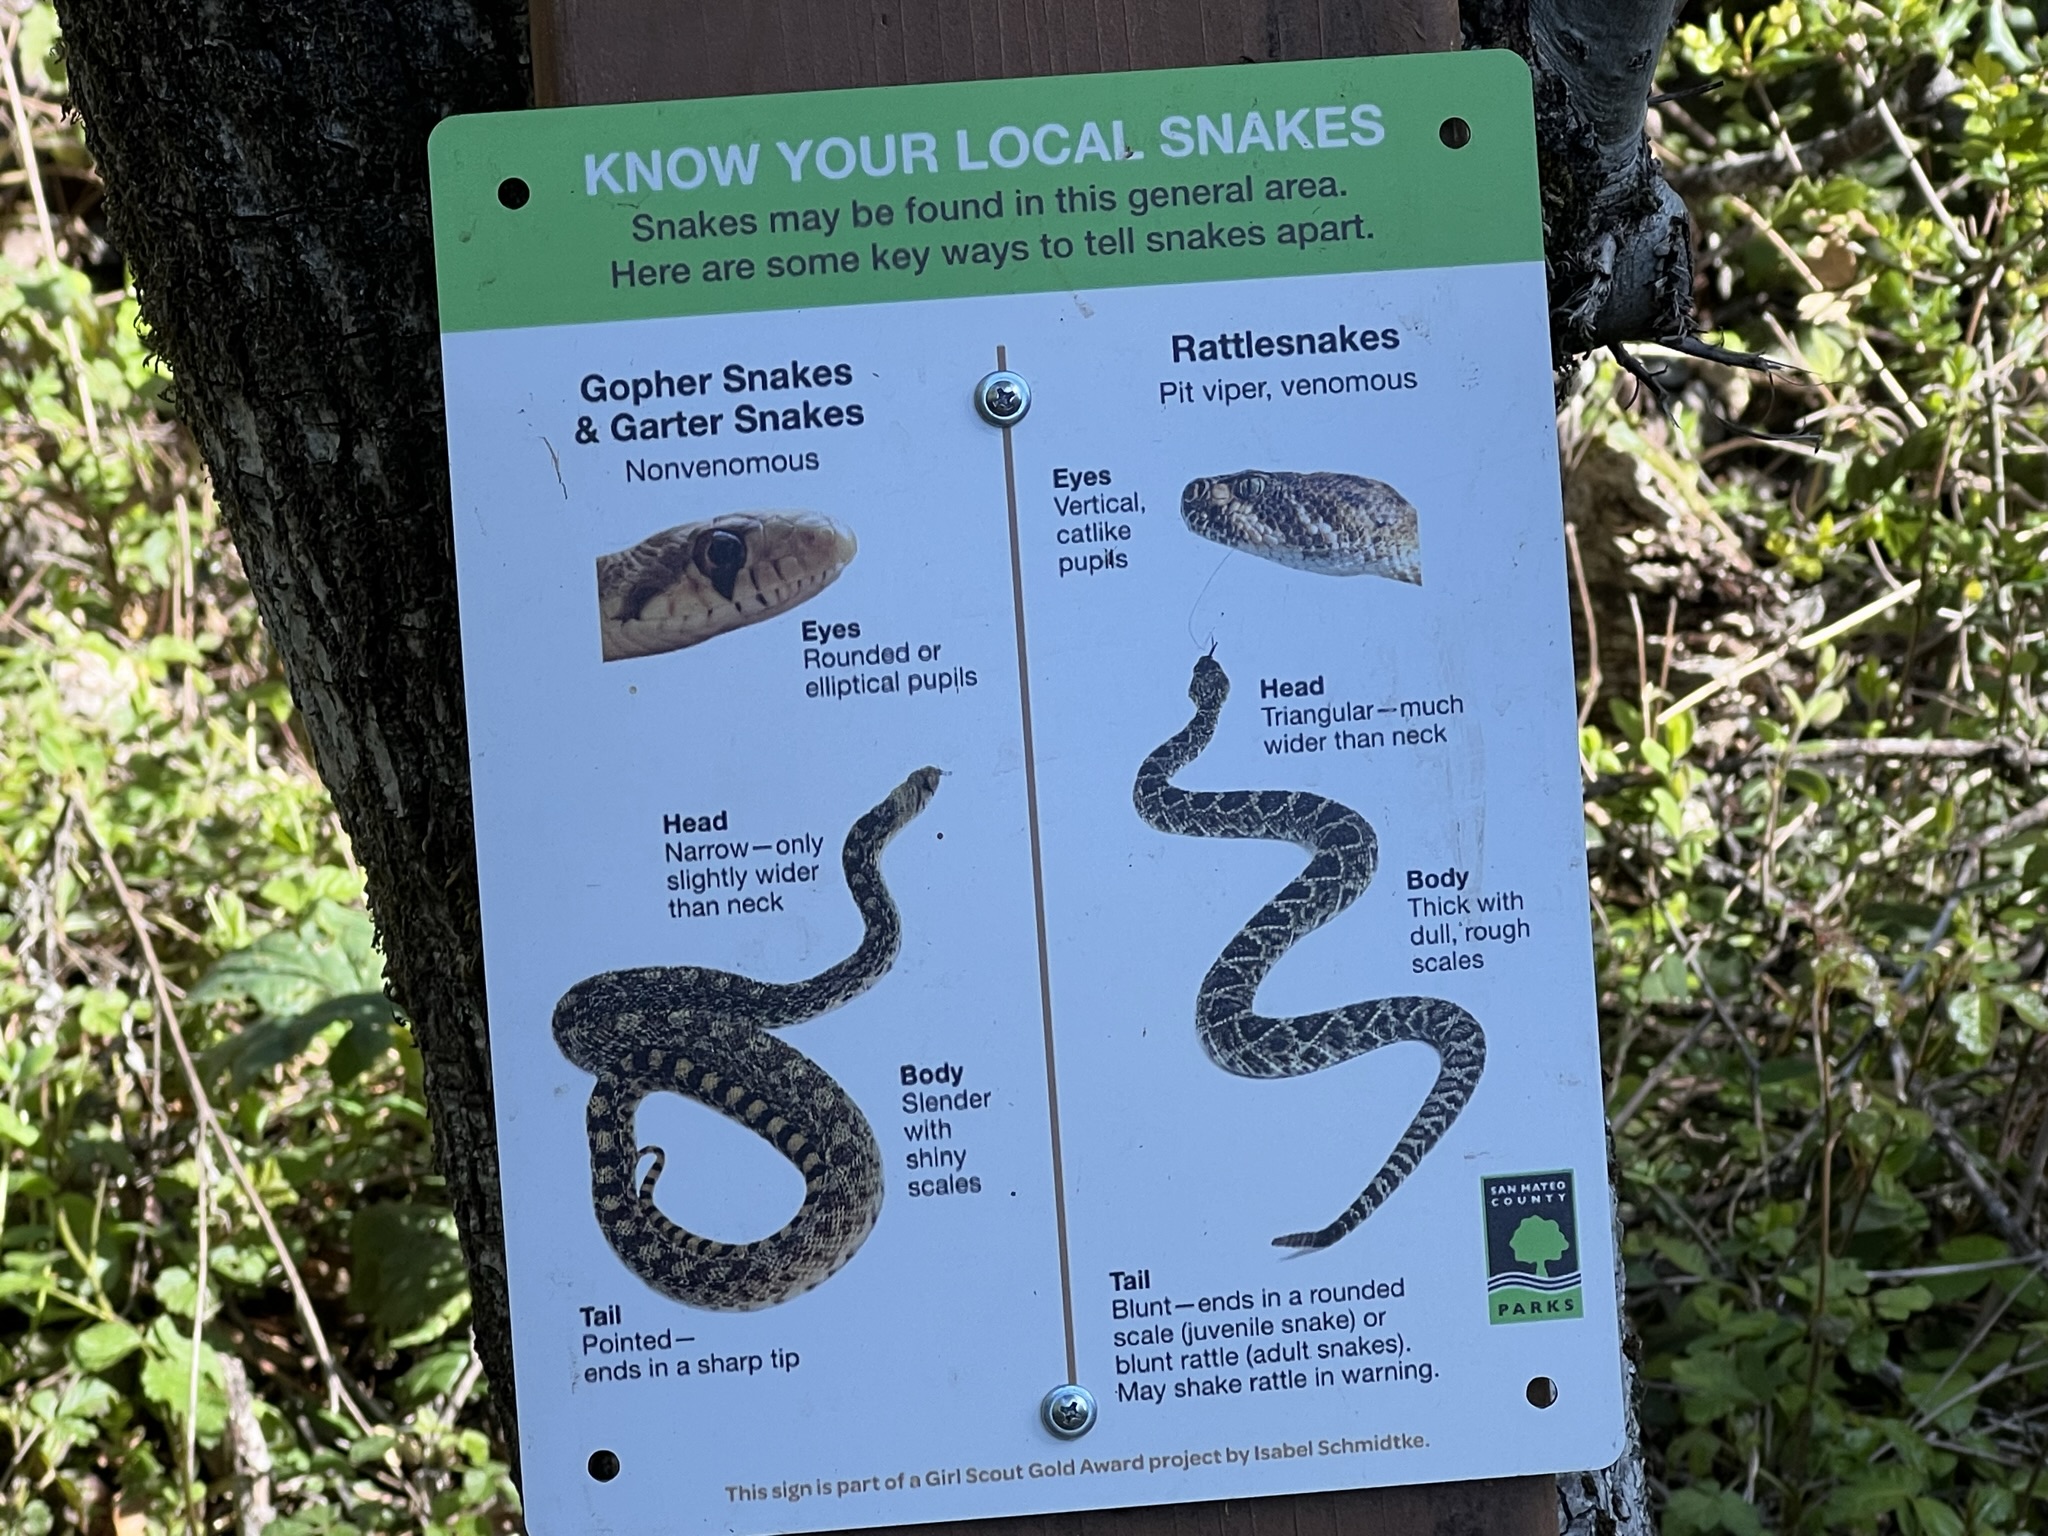 KNOW YOUR LOCAL SNAKES
Snakes may be found in this general area.
Here are some key ways to tell snakes apart.
Gopher Snakes
& Garter Snakes
Nonvenomous
Eyes
Rounded or
elliptical pupils
Head
Narrow—only
slightly wider
than neck
Body
Slender
with
shiny
scales
Tail
Pointed—
ends in a sharp tip
Rattlesnakes
Pit viper, venomous
Eyes
Vertical,
catlike
pupils
Head
Triangular—much
wider than neck
Body
Thick with
dull, rough
scales
Tail
Blunt—ends in a rounded
scale (juvenile snake) or
blunt rattle (adult snakes).
May shake rattle in warning.
SAN MATEO
COUNTY
PARKS
This sign is part of a Girl Scout Gold Award project by Isabel Schmidtke.